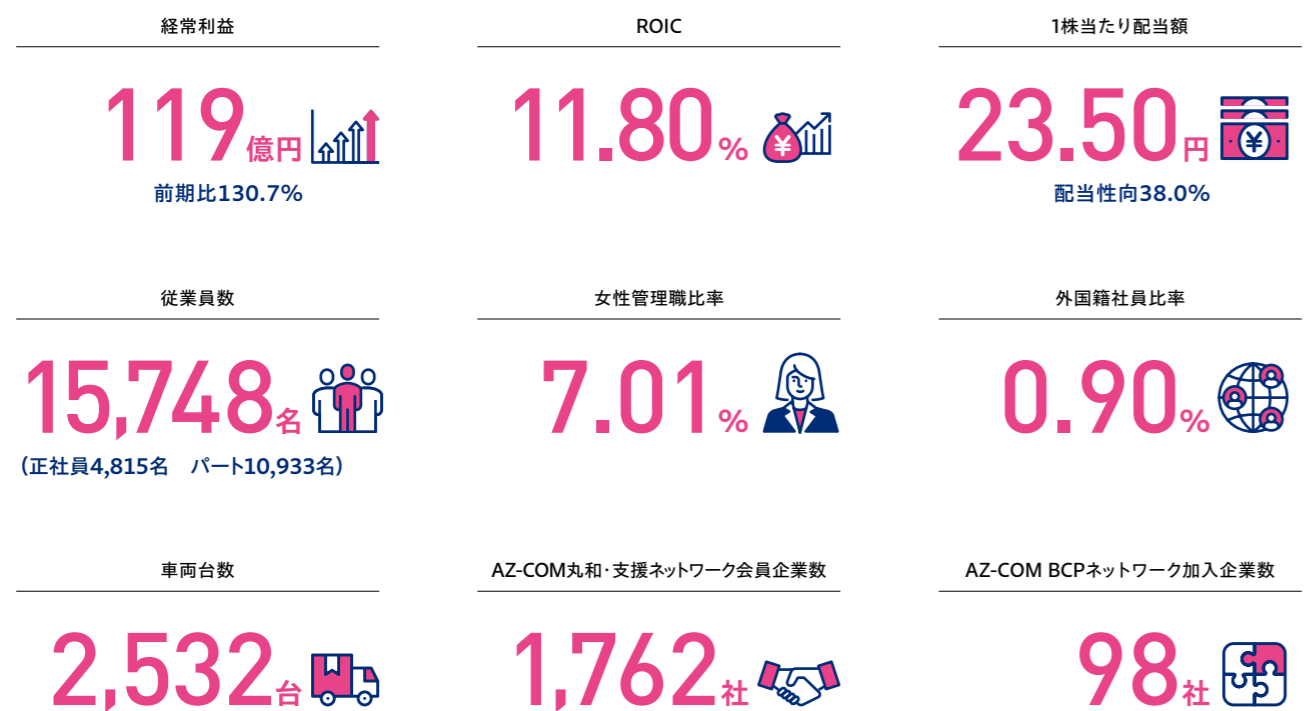 経常利益
119億円
前期比130.7%
ROIC
11.80%
¥
1株当たり配当額
23.50円
¥
配当性向38.0%
従業員数
15,748名
(正社員4,815名　パート10,933名)
女性管理職比率
7.01%
外国籍社員比率
0.90%
車両台数
2,532台
AZ-COM丸和・支援ネットワーク会員企業数
1,762社
AZ-COM BCPネットワーク加入企業数
98社